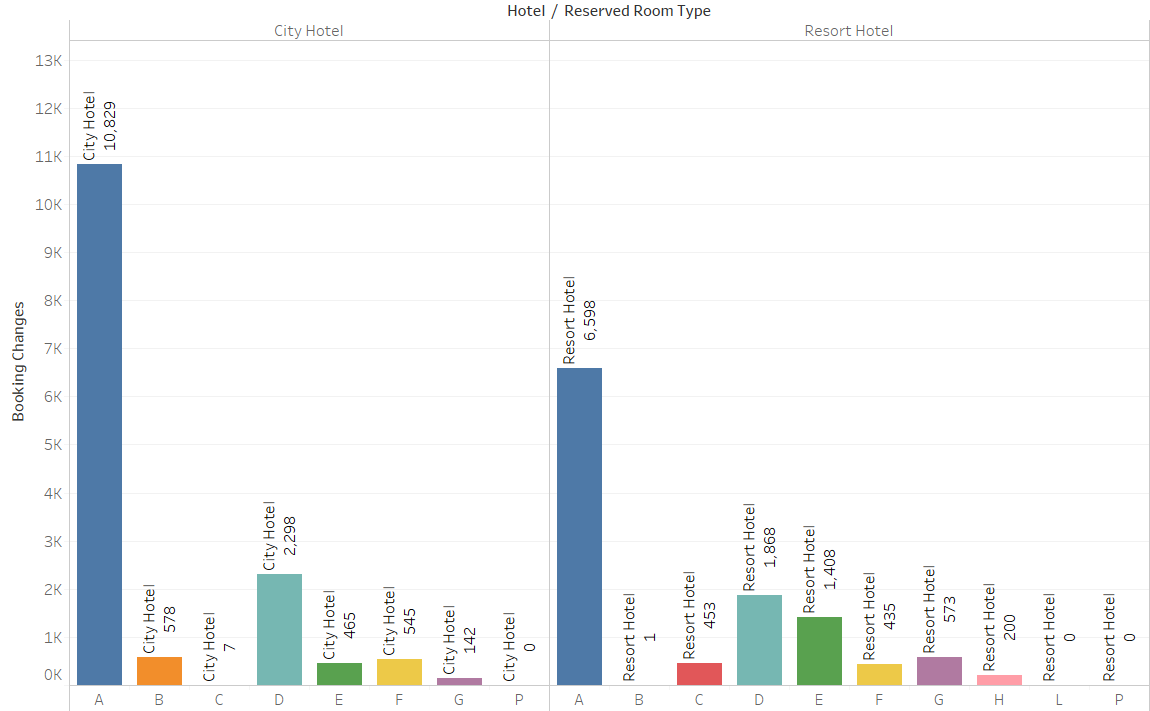 Hotel / Reserved Room Type
City Hotel
Resort Hotel
Booking Changes
13K
12K
11K
10K
9K
8K
7K
6K
5K
4K
3K
2K
1K
0K
City Hotel
10,829
City Hotel
578
City Hotel
7
City Hotel
2,298
City Hotel
465
City Hotel
545
City Hotel
142
City Hotel
0
Resort Hotel
6,598
Resort Hotel
1
Resort Hotel
453
Resort Hotel
1,868
Resort Hotel
1,408
Resort Hotel
435
Resort Hotel
573
Resort Hotel
200
Resort Hotel
0
Resort Hotel
0
A B C D E F G P A B C D E F G H L P